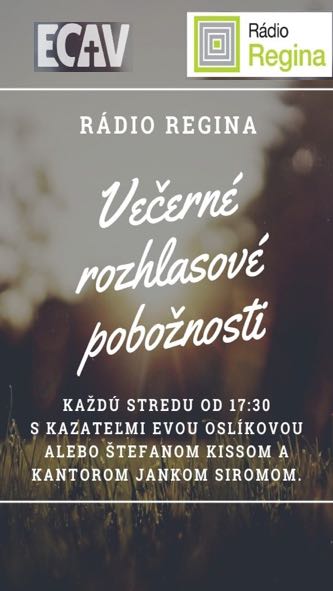 ECAV
Rádio
Regina
RÁDIO REGINA
Večerné
rozhlasové
pobožnosti
KAŽDÚ STREDU OD 17:30
S KAZATEĽMI EVOU OSLÍKOVOU
ALEBO ŠTEFANOM KISSOM A
KANTOROM JANKOM SIROMOM.